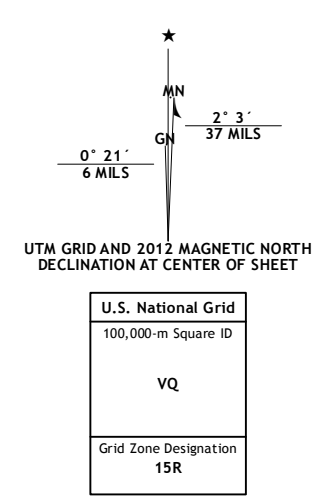 MN
2° 3´
37 MILS
GN
0° 21´
6 MILS
UTM GRID AND 2012 MAGNETIC NORTH
DECLINATION AT CENTER OF SHEET
U.S. National Grid
100,000-m Square ID
VQ
Grid Zone Designation
15R